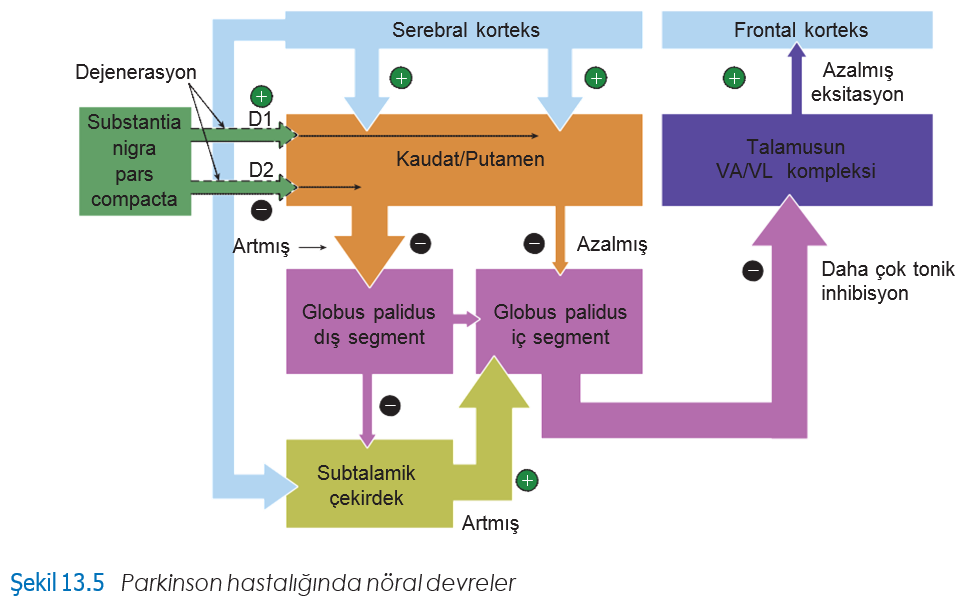 Serebral korteks
Frontal korteks
Dejenerasyon
+
+
+
+
Azalmış
eksitasyon
Substantia
nigra
pars
compacta
D1
D2
−
Kaudat/Putamen
Talamusun
VA/VL kompleksi
Artmış
−
−
Azalmış
−
Daha çok tonik
inhibisyon
Globus palidus
dış segment
Globus palidus
iç segment
−
Subtalamik
çekirdek
+
Artmış
Şekil 13.5 Parkinson hastalığında nöral devreler